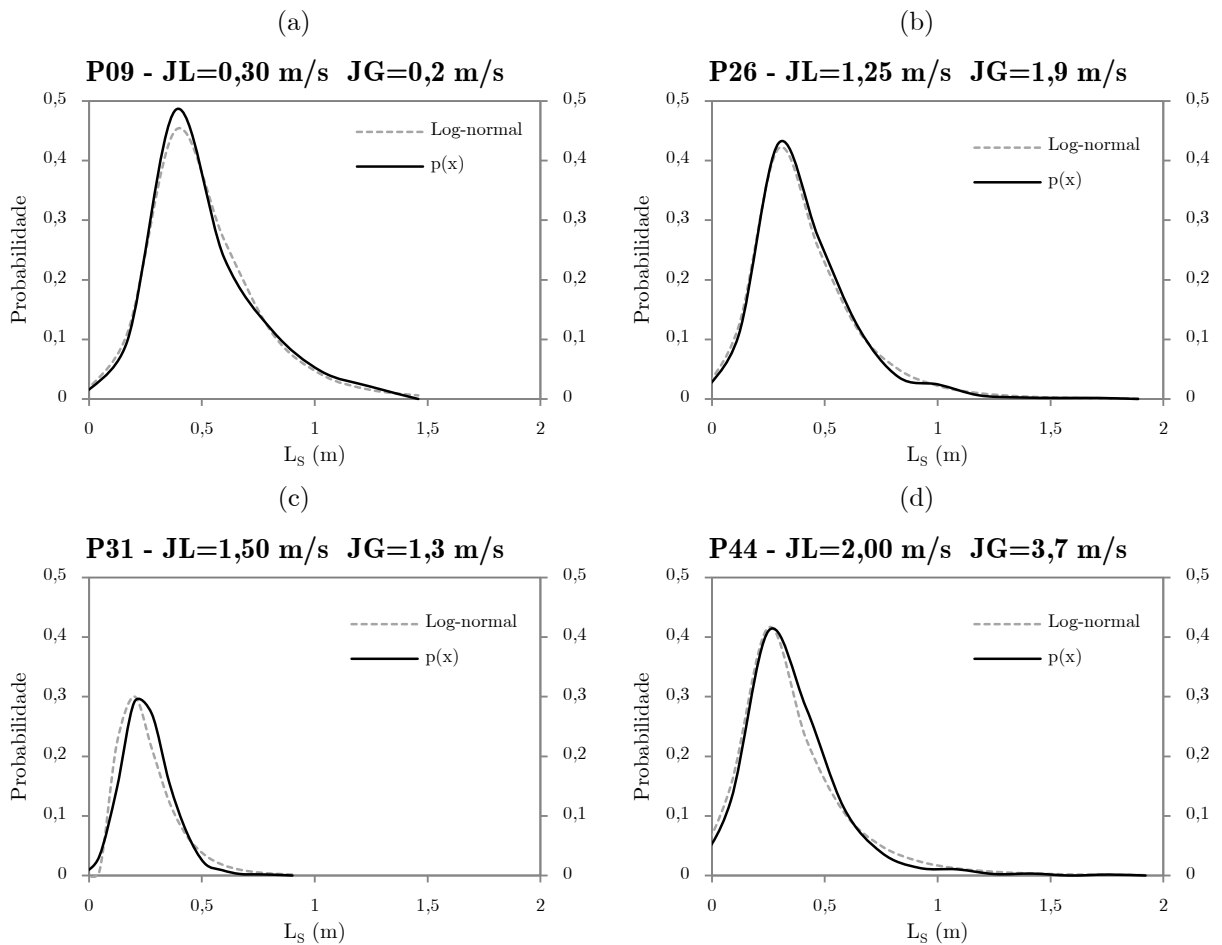 (a)
P09 - JL=0,30 m/s JG=0,2 m/s
0,5 0,5
Log-normal
0,4 0,4
p(x)
0,3 0,3
Probabilidade
0,2 0,2
0,1 0,1
0 0
0 0,5 1 1,5 2
L_S (m)
(b)
P26 - JL=1,25 m/s JG=1,9 m/s
0,5 0,5
Log-normal
0,4 0,4
p(x)
0,3 0,3
Probabilidade
0,2 0,2
0,1 0,1
0 0
0 0,5 1 1,5 2
L_S (m)
(c)
P31 - JL=1,50 m/s JG=1,3 m/s
0,5 0,5
Log-normal
0,4 0,4
p(x)
0,3 0,3
Probabilidade
0,2 0,2
0,1 0,1
0 0
0 0,5 1 1,5 2
L_S (m)
(d)
P44 - JL=2,00 m/s JG=3,7 m/s
0,5 0,5
Log-normal
0,4 0,4
p(x)
0,3 0,3
Probabilidade
0,2 0,2
0,1 0,1
0 0
0 0,5 1 1,5 2
L_S (m)